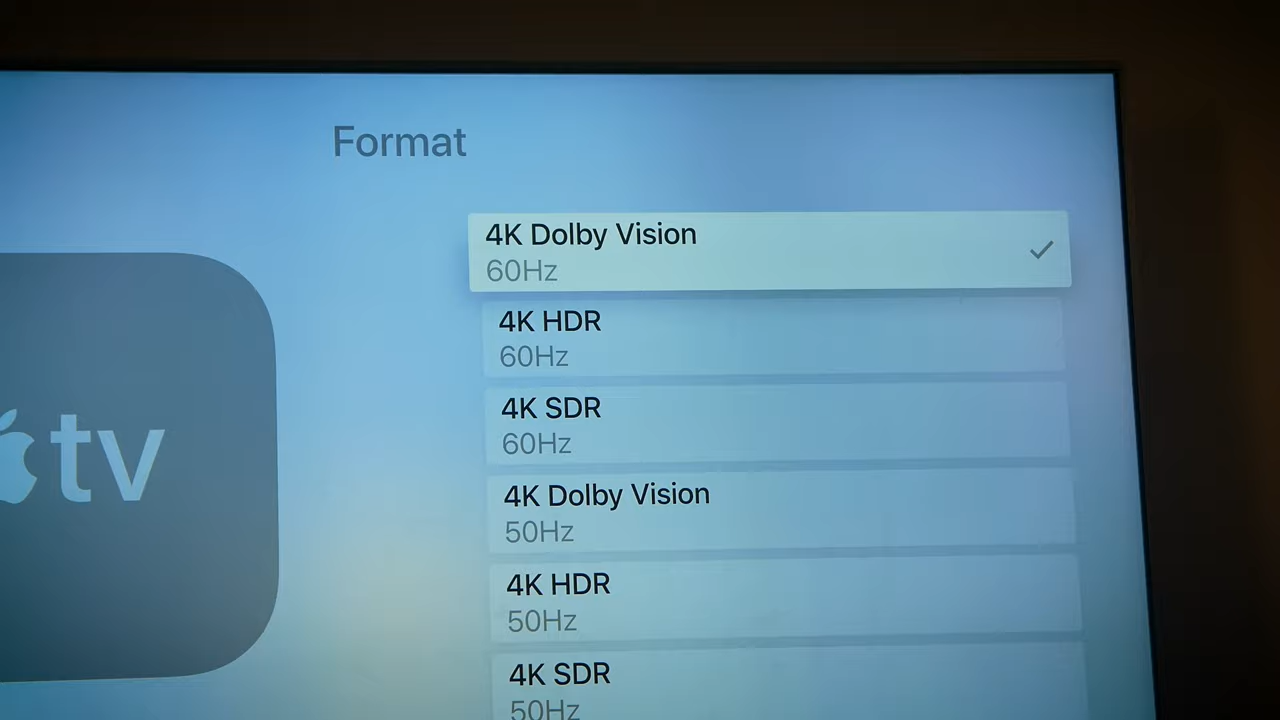 Format
4K Dolby Vision
60Hz
4K HDR
60Hz
4K SDR
60Hz
tv
4K Dolby Vision
50Hz
4K HDR
50Hz
4K SDR
50Hz